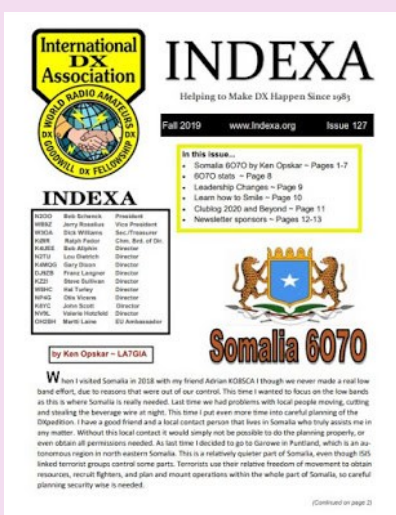 International
DX
Association
WORLD RADIO AMATEURS
DX
DX
GOODWILL DX FELLOWSHIP
INDEXA
Helping to Make DX Happen Since 1983
Fall 2019 www.Indexa.org Issue 127
In this issue...
• Somalia 6O7O by Ken Opskar ~ Pages 1-7
• 6O7O stats ~ Page 8
• Leadership Changes ~ Page 9
• Learn how to Smile ~ Page 10
• Clublog 2020 and Beyond ~ Page 11
• Newsletter sponsors ~ Pages 12-13
INDEXA
N2OO Bob Schenck President
WB9Z Jerry Rosalius Vice President
W3OA Dick Williams Sec./Treasurer
K2BR Ralph Fedor Chm. Brd. of Dir.
K4UEE Bob Allphin Director
N2TU Lou Dietrich Director
K4MQG Gary Dixon Director
DJ9ZB Franz Langner Director
KZ2I Steve Sullivan Director
W8HC Hal Turley Director
NP4G Otis Vicens Director
K8YC John Scott Director
NV9L Valerie Hotzfeld Director
OH2BH Martti Laine EU Ambassador
by Ken Opskar ~ LA7GIA
Somalia 6O7O
When I visited Somalia in 2018 with my friend Adrian KO8SCA I though we never made a real low
band effort, due to reasons that were out of our control. This time I wanted to focus on the low bands
as this is where Somalia is really needed. Last time we had problems with local people moving, cutting
and stealing the beverage wire at night. This time I put even more time into careful planning of the
DXpedition. I have a good friend and a local contact person that lives in Somalia who truly assists me in
any matter. Without this local contact it would simply not be possible to do the planning properly, or
even obtain all permissions needed. As last time I decided to go to Garowe in Puntland, which is an au-
tonomous region in north-eastern Somalia. This is a relatively quieter part of Somalia, even though ISIS
linked terrorist groups control some parts. Terrorists use their relative freedom of movement to obtain
resources, recruit fighters, and plan and mount operations within the whole part of Somalia, so careful
planning security wise is needed.
(Continued on page 2)